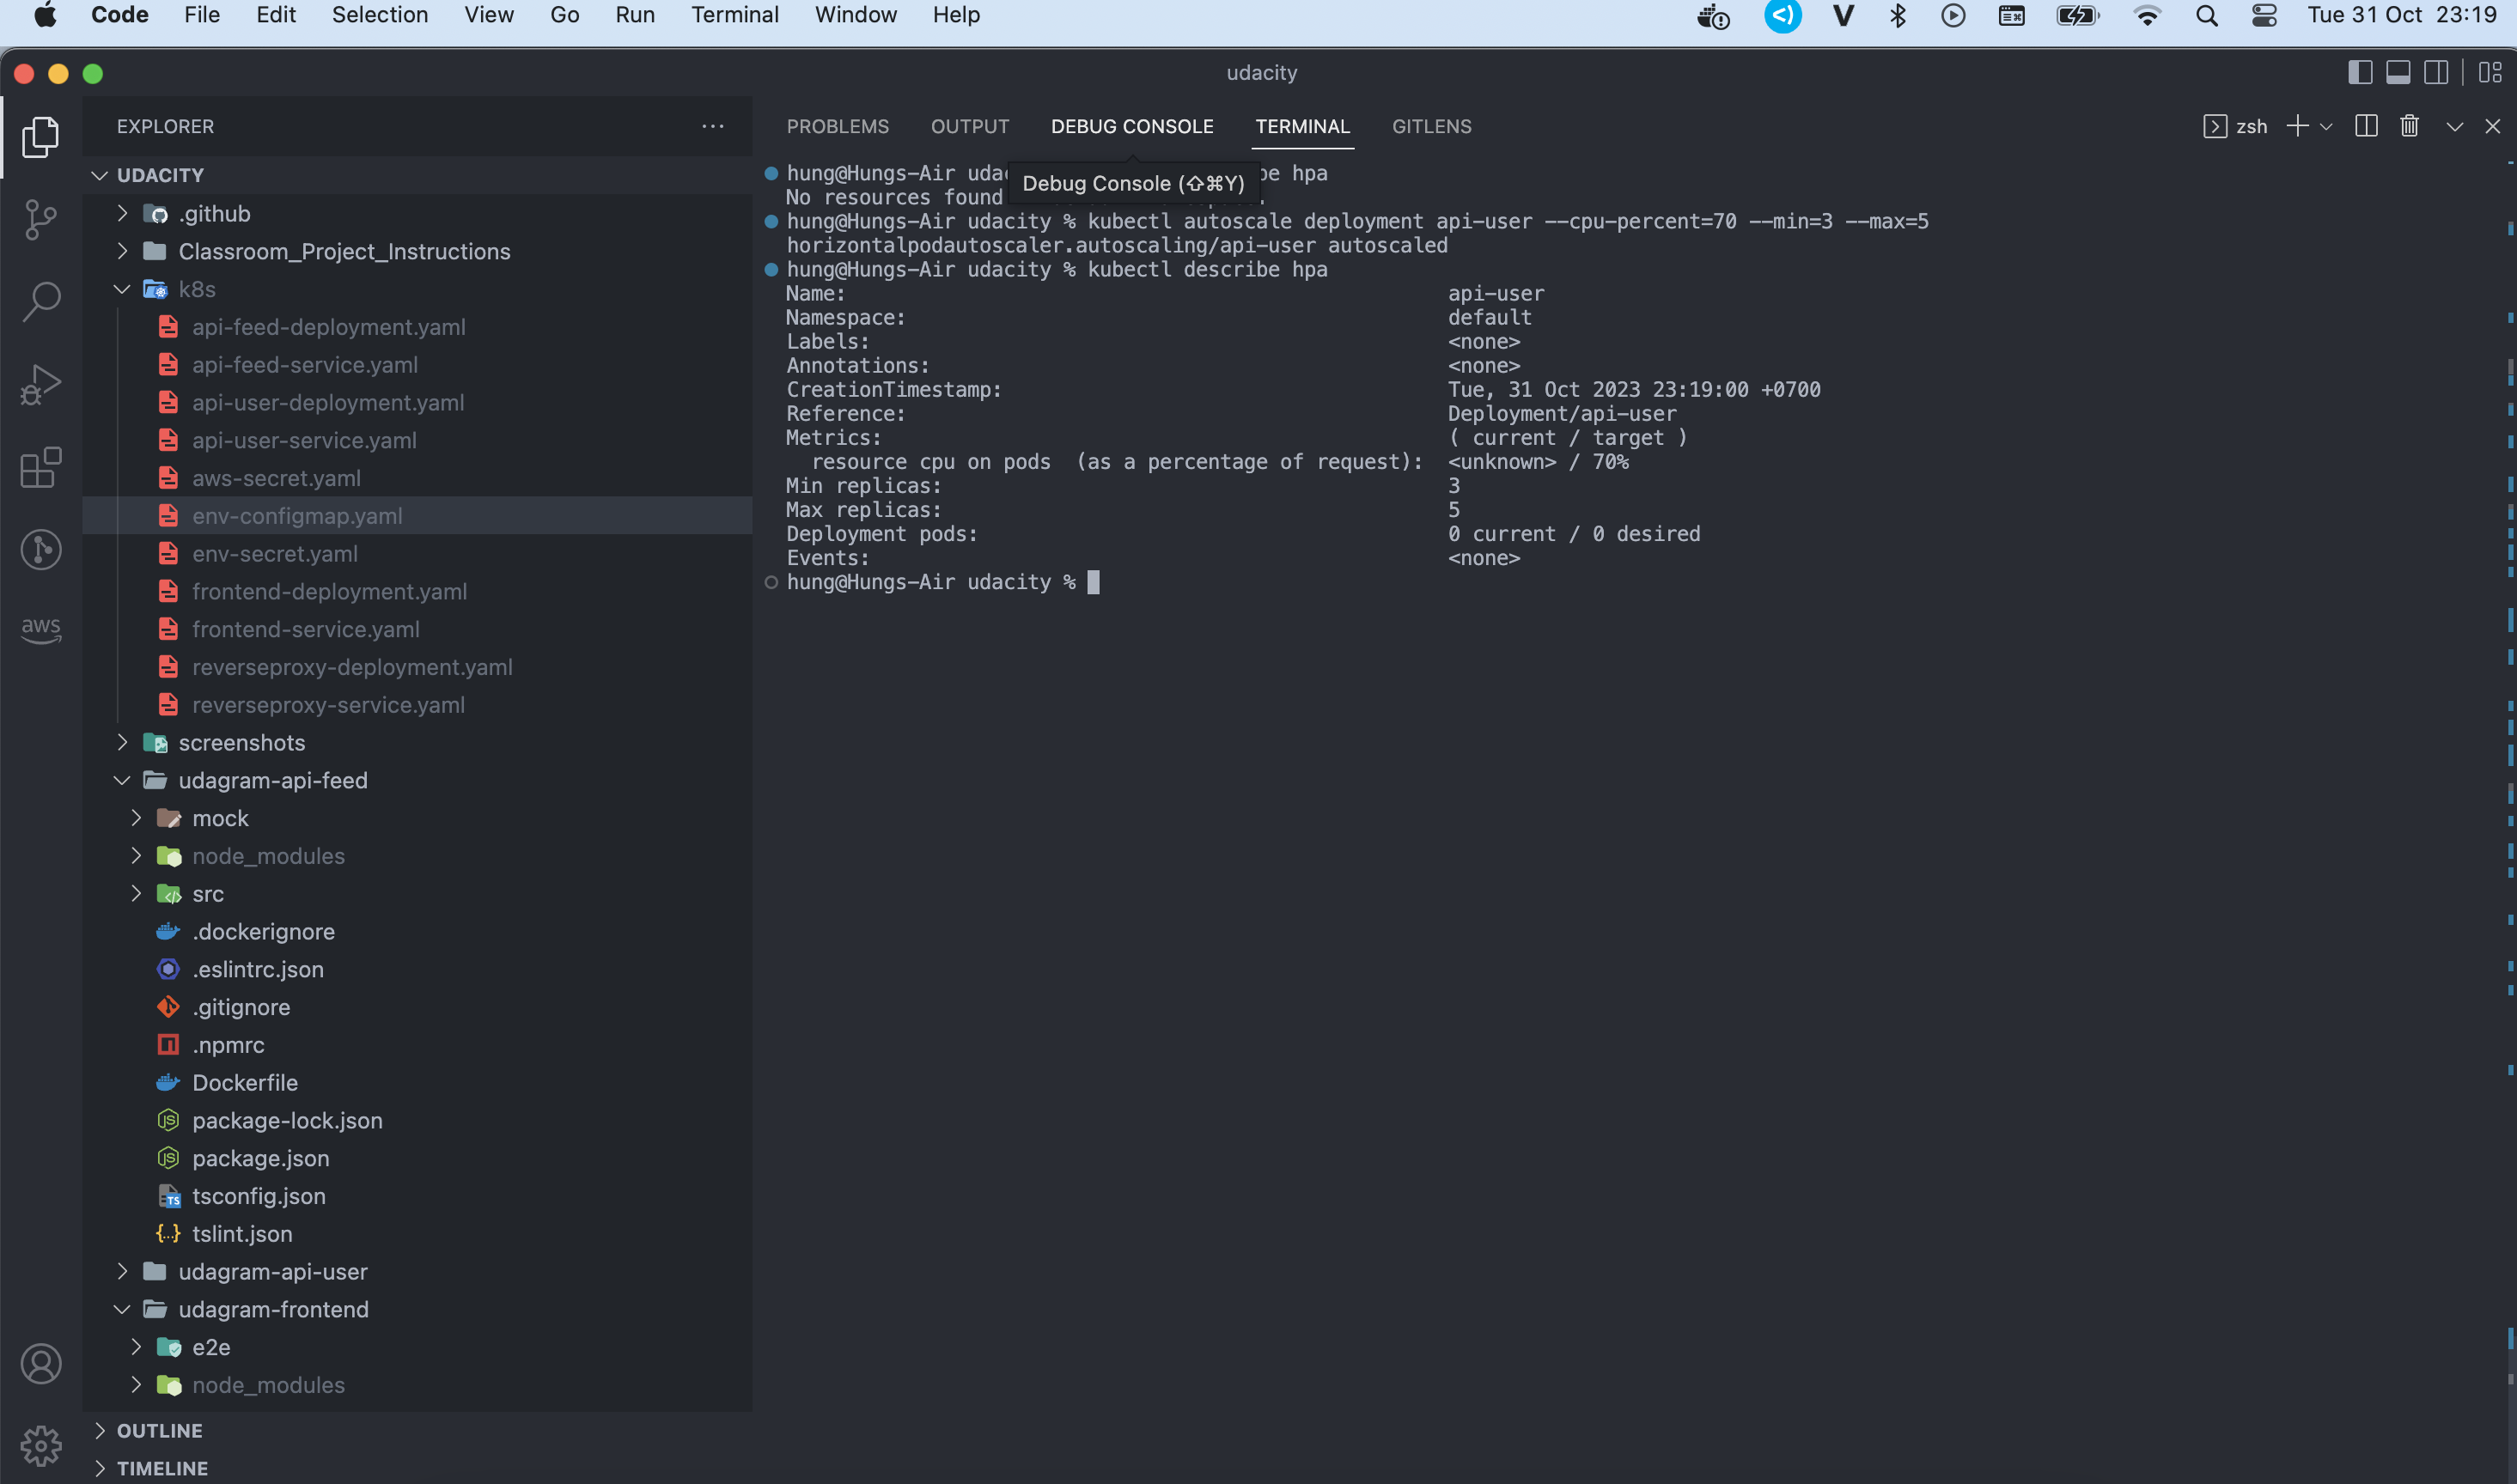 Code File Edit Selection View Go Run Terminal Window Help
Tue 31 Oct 23:19
udacity
EXPLORER
UDACITY
.github
Classroom_Project_Instructions
k8s
api-feed-deployment.yaml
api-feed-service.yaml
api-user-deployment.yaml
api-user-service.yaml
aws-secret.yaml
env-configmap.yaml
env-secret.yaml
frontend-deployment.yaml
frontend-service.yaml
reverseproxy-deployment.yaml
reverseproxy-service.yaml
screenshots
udagram-api-feed
mock
node_modules
src
.dockerignore
.eslintrc.json
.gitignore
.npmrc
Dockerfile
package-lock.json
package.json
tsconfig.json
tslint.json
udagram-api-user
udagram-frontend
e2e
node_modules
OUTLINE
TIMELINE
aws
PROBLEMS OUTPUT DEBUG CONSOLE TERMINAL GITLENS
zsh
Debug Console (⇧⌘Y)
hung@Hungs-Air udac be hpa
No resources found
hung@Hungs-Air udacity % kubectl autoscale deployment api-user --cpu-percent=70 --min=3 --max=5
horizontalpodautoscaler.autoscaling/api-user autoscaled
hung@Hungs-Air udacity % kubectl describe hpa
Name: api-user
Namespace: default
Labels: <none>
Annotations: <none>
CreationTimestamp: Tue, 31 Oct 2023 23:19:00 +0700
Reference: Deployment/api-user
Metrics: ( current / target )
resource cpu on pods (as a percentage of request): <unknown> / 70%
Min replicas: 3
Max replicas: 5
Deployment pods: 0 current / 0 desired
Events: <none>
hung@Hungs-Air udacity %